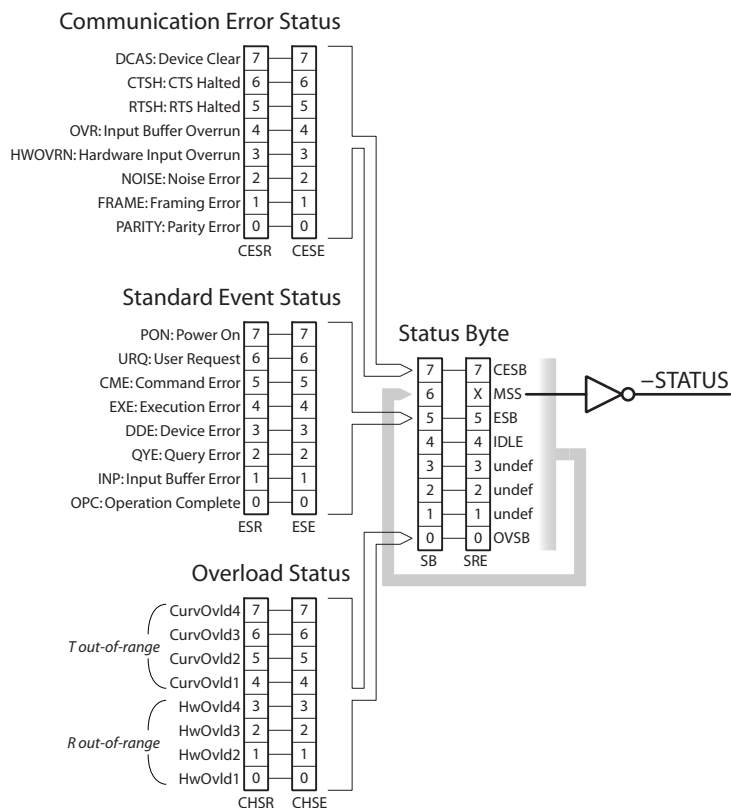 Communication Error Status
DCAS: Device Clear 7 7
CTSH: CTS Halted 6 6
RTSH: RTS Halted 5 5
OVR: Input Buffer Overrun 4 4
HWOVRN: Hardware Input Overrun 3 3
NOISE: Noise Error 2 2
FRAME: Framing Error 1 1
PARITY: Parity Error 0 0
CESR CESE
Standard Event Status
PON: Power On 7 7
URQ: User Request 6 6
CME: Command Error 5 5
EXE: Execution Error 4 4
DDE: Device Error 3 3
QYE: Query Error 2 2
INP: Input Buffer Error 1 1
OPC: Operation Complete 0 0
ESR ESE
Status Byte
7 7 CESB
6 X MSS
5 5 ESB
4 4 IDLE
3 3 undef
2 2 undef
1 1 undef
0 0 OVSB
SB SRE
–STATUS
Overload Status
T out-of-range
CurvOvld4 7 7
CurvOvld3 6 6
CurvOvld2 5 5
CurvOvld1 4 4
R out-of-range
HwOvld4 3 3
HwOvld3 2 2
HwOvld2 1 1
HwOvld1 0 0
CHSR CHSE